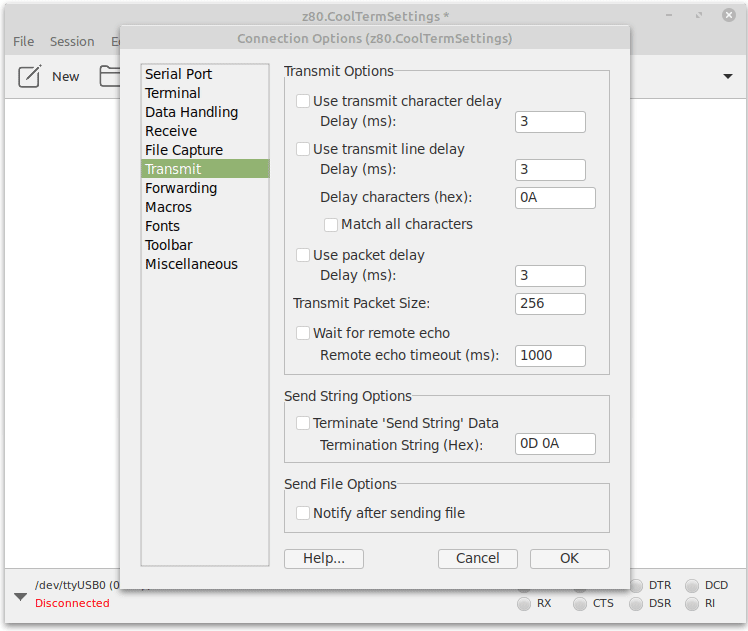 z80.CoolTermSettings *
File Session
Connection Options (z80.CoolTermSettings)
New
Serial Port
Terminal
Data Handling
Receive
File Capture
Transmit
Forwarding
Macros
Fonts
Toolbar
Miscellaneous
Transmit Options
Use transmit character delay
Delay (ms): 3
Use transmit line delay
Delay (ms): 3
Delay characters (hex): 0A
Match all characters
Use packet delay
Delay (ms): 3
Transmit Packet Size: 256
Wait for remote echo
Remote echo timeout (ms): 1000
Send String Options
Terminate 'Send String' Data
Termination String (Hex): 0D 0A
Send File Options
Notify after sending file
Help... Cancel OK
/dev/ttyUSB0 DTR DCD
Disconnected RX CTS DSR RI